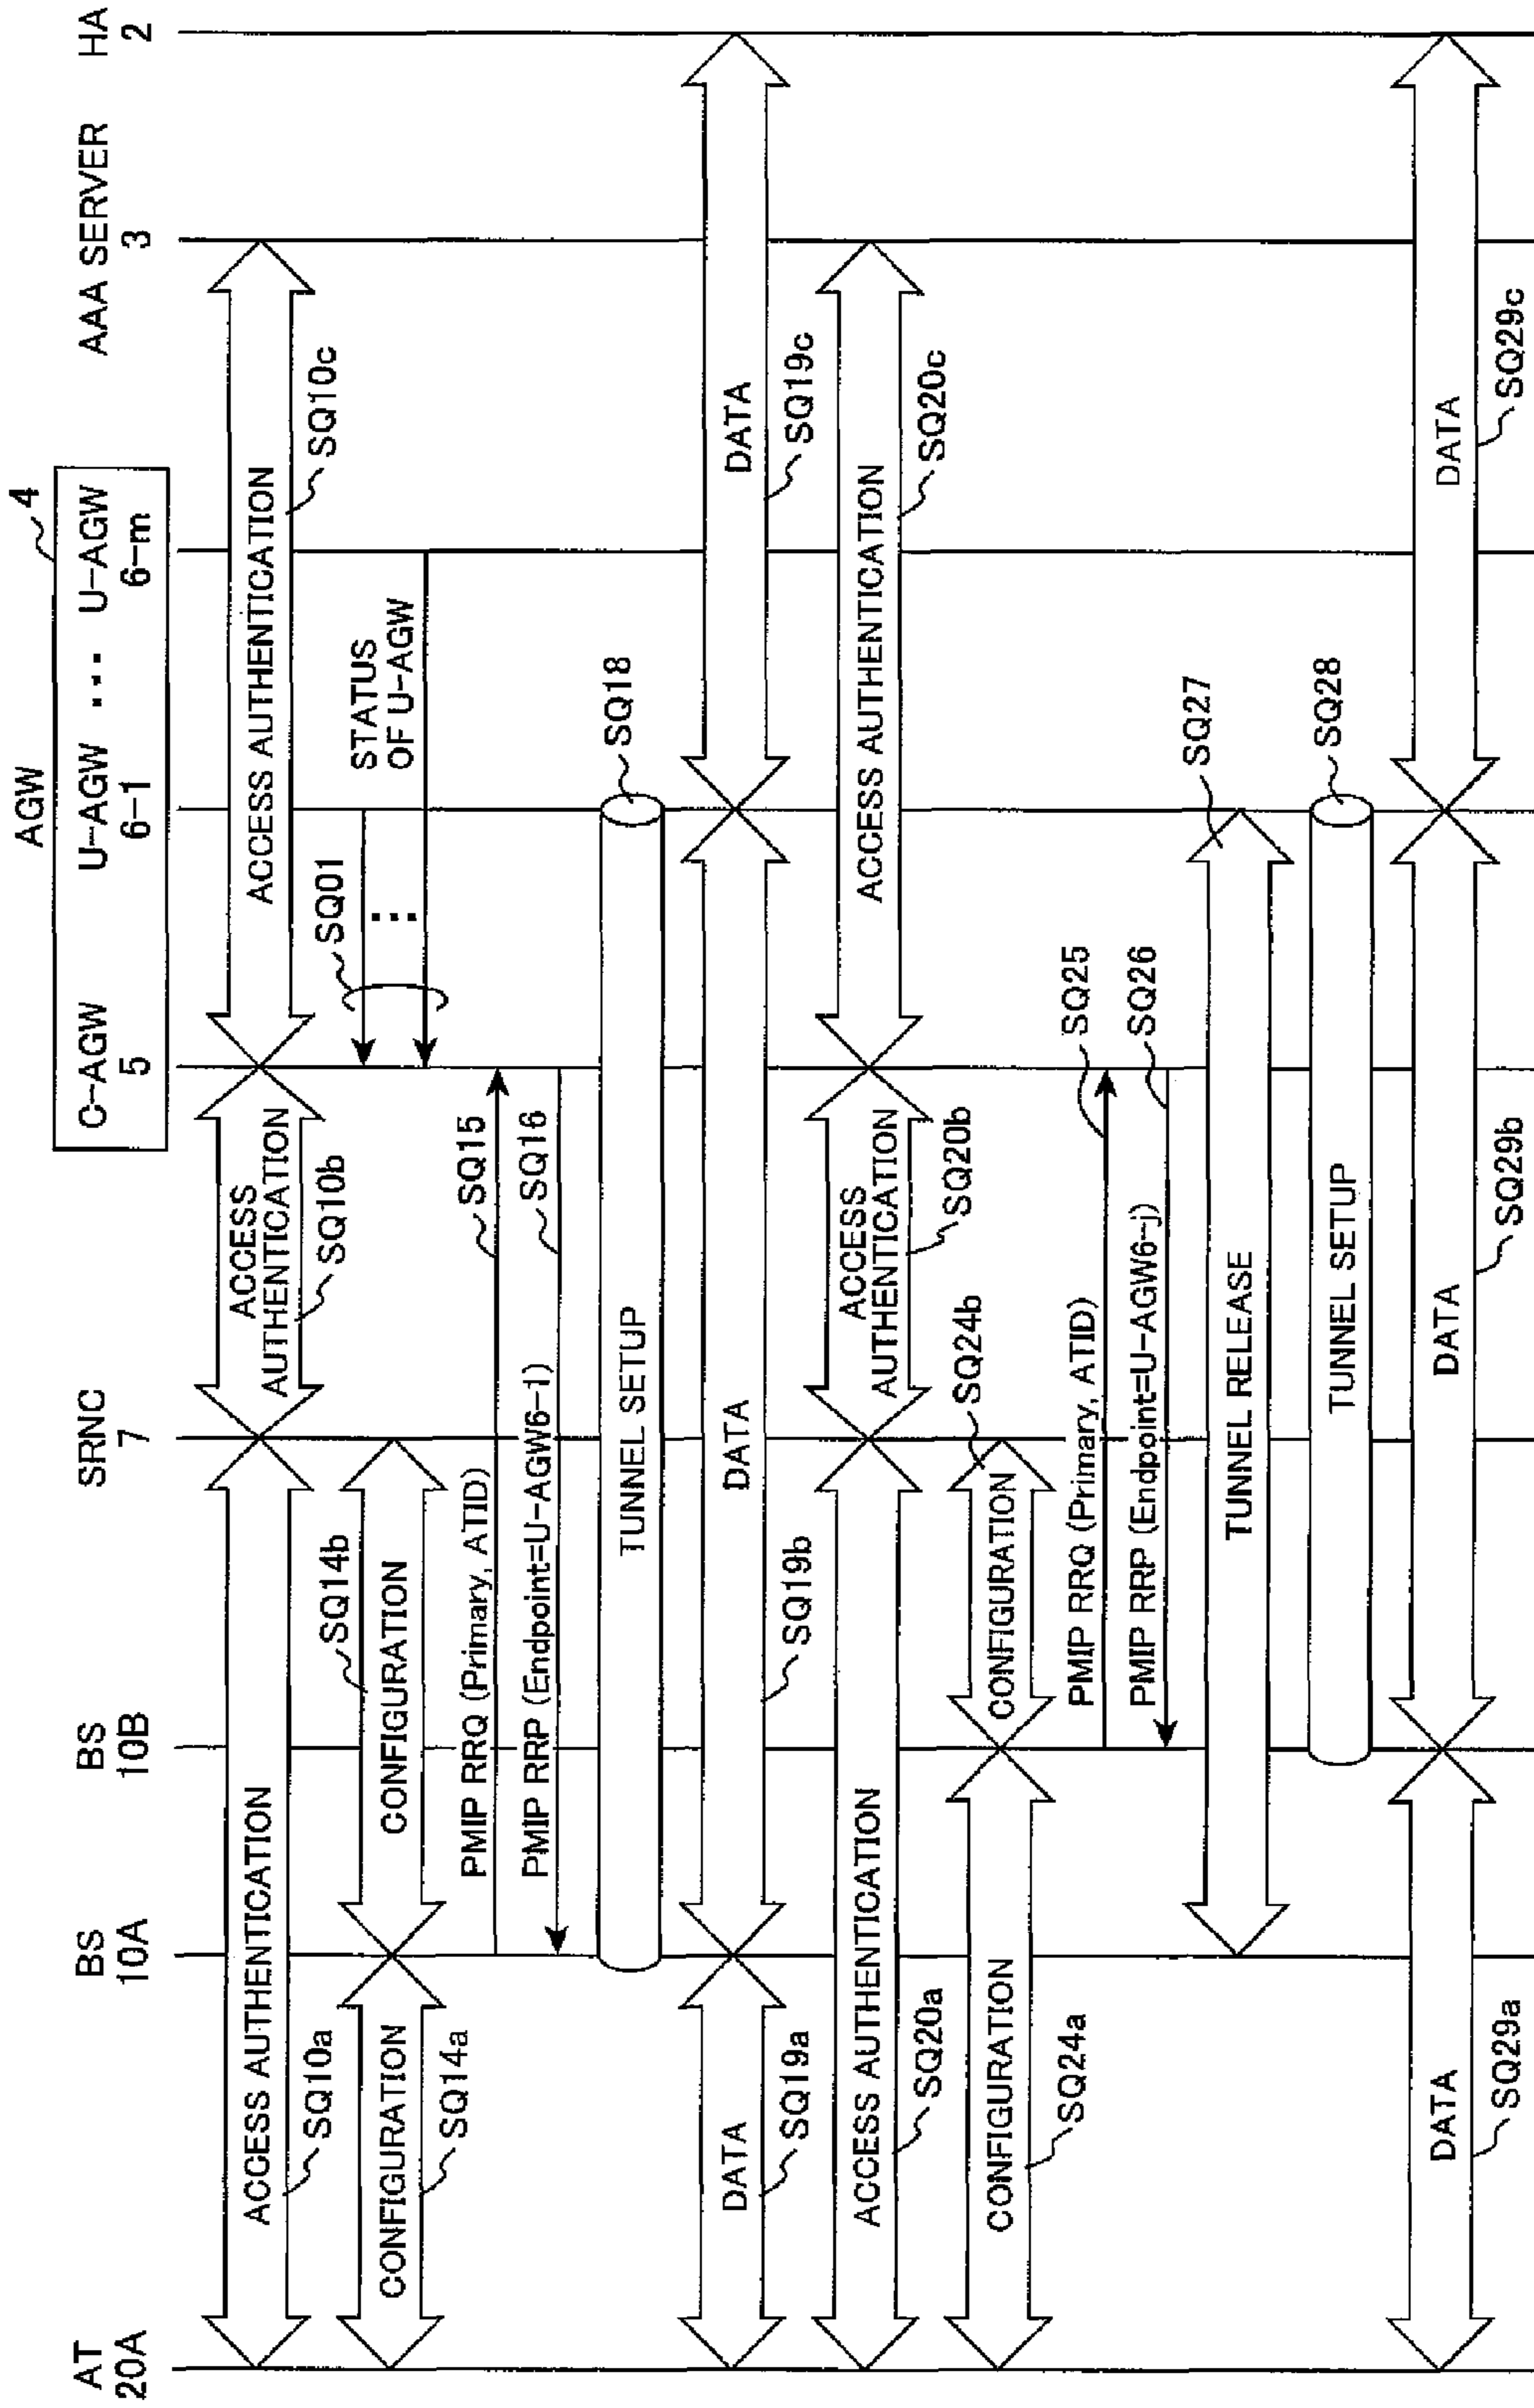 AGW
4
AT
20A
BS
10A
BS
10B
SRNC
7
C-AGW
5
U-AGW
6-1
...
U-AGW
6-m
AAA SERVER
3
HA
2
ACCESS AUTHENTICATION
SQ10a
ACCESS
AUTHENTICATION
SQ10b
ACCESS AUTHENTICATION
SQ10c
CONFIGURATION
SQ14a
CONFIGURATION
SQ14b
SQ01
...
STATUS
OF U-AGW
PMIP RRQ (Primary, ATID)
SQ15
PMIP RRP (Endpoint=U-AGW6-1)
SQ16
TUNNEL SETUP
SQ18
DATA
SQ19a
DATA
SQ19b
DATA
SQ19c
ACCESS AUTHENTICATION
SQ20a
ACCESS
AUTHENTICATION
SQ20b
ACCESS AUTHENTICATION
SQ20c
CONFIGURATION
SQ24a
CONFIGURATION
SQ24b
PMIP RRQ (Primary, ATID)
SQ25
PMIP RRP (Endpoint=U-AGW6-j)
SQ26
TUNNEL RELEASE
SQ27
TUNNEL SETUP
SQ28
DATA
SQ29a
DATA
SQ29b
DATA
SQ29c